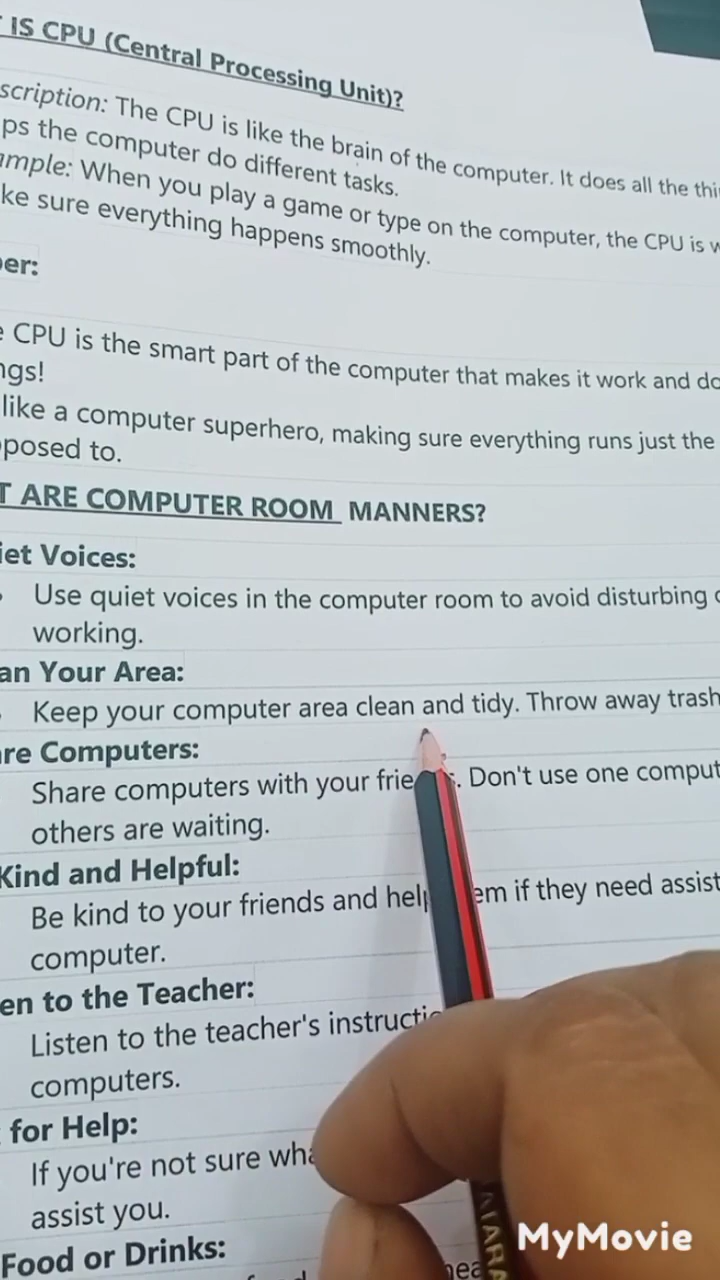 IS CPU (Central Processing Unit)?
scription: The CPU is like the brain of the computer. It does all the thi
ps the computer do different tasks.
ample: When you play a game or type on the computer, the CPU is w
ke sure everything happens smoothly.
er:
CPU is the smart part of the computer that makes it work and do
ngs!
like a computer superhero, making sure everything runs just the
posed to.
T ARE COMPUTER ROOM MANNERS?
iet Voices:
Use quiet voices in the computer room to avoid disturbing
working.
an Your Area:
Keep your computer area clean and tidy. Throw away trash
re Computers:
Share computers with your frie . Don't use one comput
others are waiting.
Kind and Helpful:
Be kind to your friends and help em if they need assist
computer.
en to the Teacher:
Listen to the teacher's instructi
computers.
for Help:
If you're not sure wha
assist you.
Food or Drinks:
MyMovie